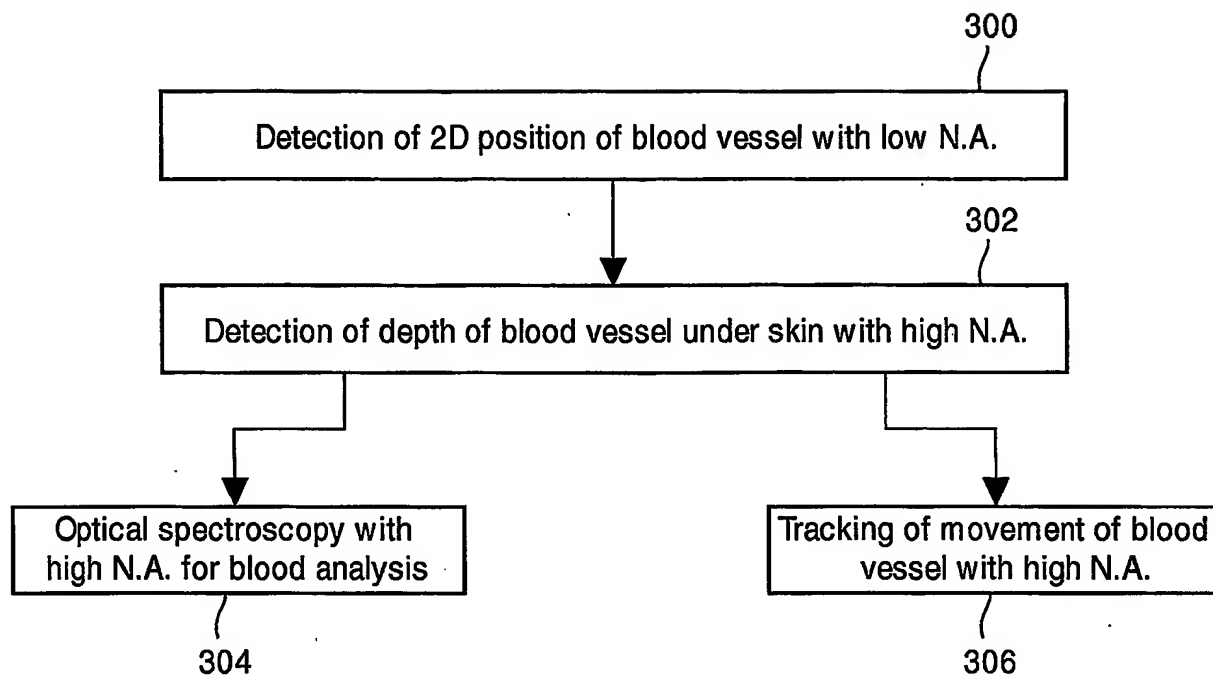 300
Detection of 2D position of blood vessel with low N.A.
302
Detection of depth of blood vessel under skin with high N.A.
Optical spectroscopy with
high N.A. for blood analysis
304
Tracking of movement of blood
vessel with high N.A.
306